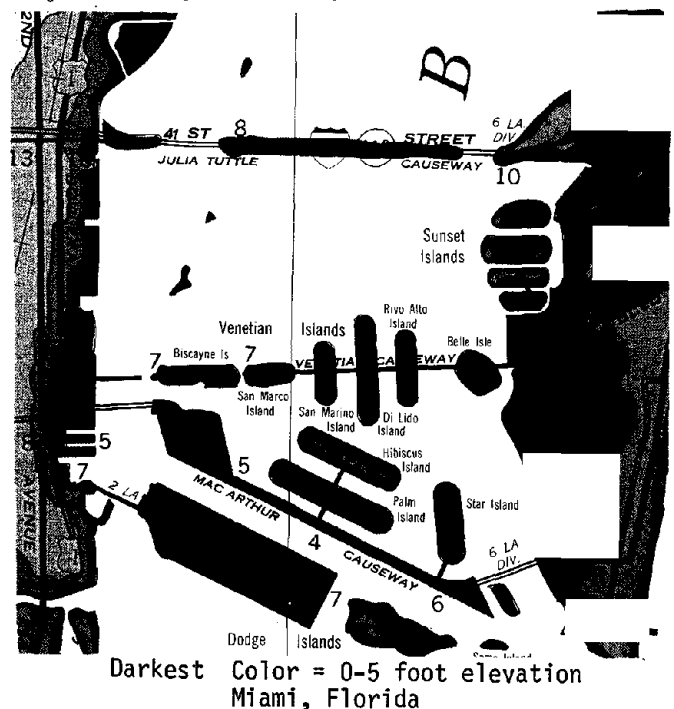 2ND
B
41 ST
8
STREET
6 LA.
DIV.
13
JULIA TUTTLE
CAUSEWAY
10
Sunset
Islands
Rivo Alto
Island
Venetian
Islands
7
Biscayne Is
7
VENETIAN CAUSEWAY
Belle Isle
San Marco
Island
San Marino
Island
Di Lido
Island
5
Hibiscus
Island
7
2 LA
5
MAC ARTHUR
Palm
Island
Star Island
AVENUE
4
CAUSEWAY
6 LA
DIV.
7
6
Dodge
Islands
Darkest Color = 0-5 foot elevation
Miami, Florida